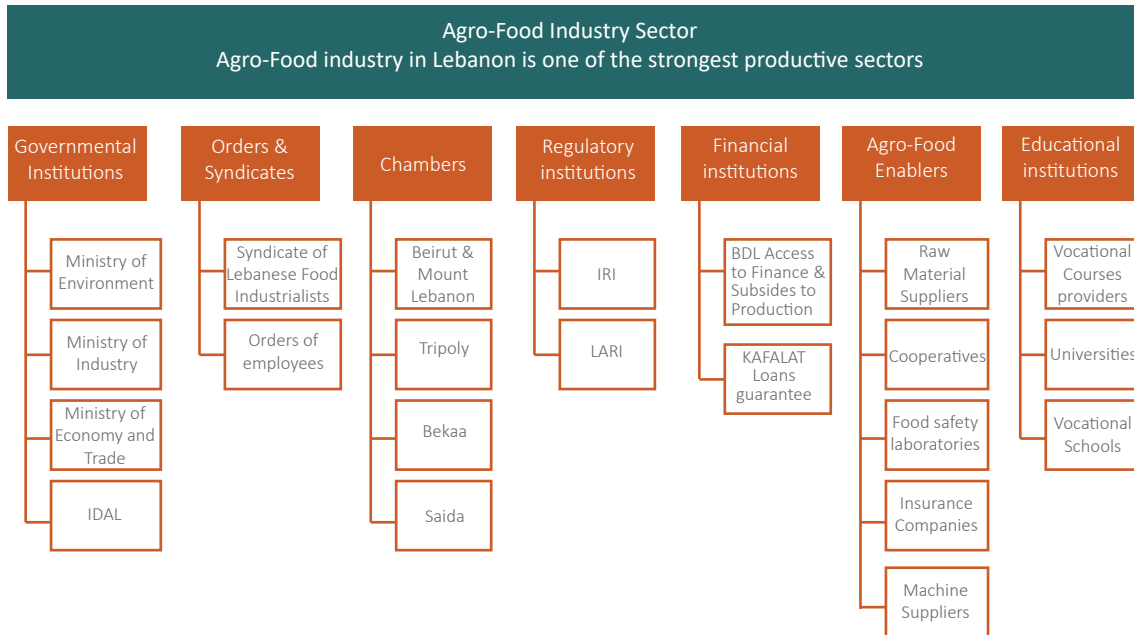 Agro-Food Industry Sector
Agro-Food industry in Lebanon is one of the strongest productive sectors
Governmental
Institutions
Ministry of
Environment
Ministry of
Industry
Ministry of
Economy and
Trade
IDAL
Orders &
Syndicates
Syndicate of
Lebanese Food
Industrialists
Orders of
employees
Chambers
Beirut &
Mount
Lebanon
Tripoly
Bekaa
Saida
Regulatory
institutions
IRI
LARI
Financial
institutions
BDL Access
to Finance &
Subsides to
Production
KAFALAT
Loans
guarantee
Agro-Food
Enablers
Raw
Material
Suppliers
Cooperatives
Food safety
laboratories
Insurance
Companies
Machine
Suppliers
Educational
institutions
Vocational
Courses
providers
Universities
Vocational
Schools